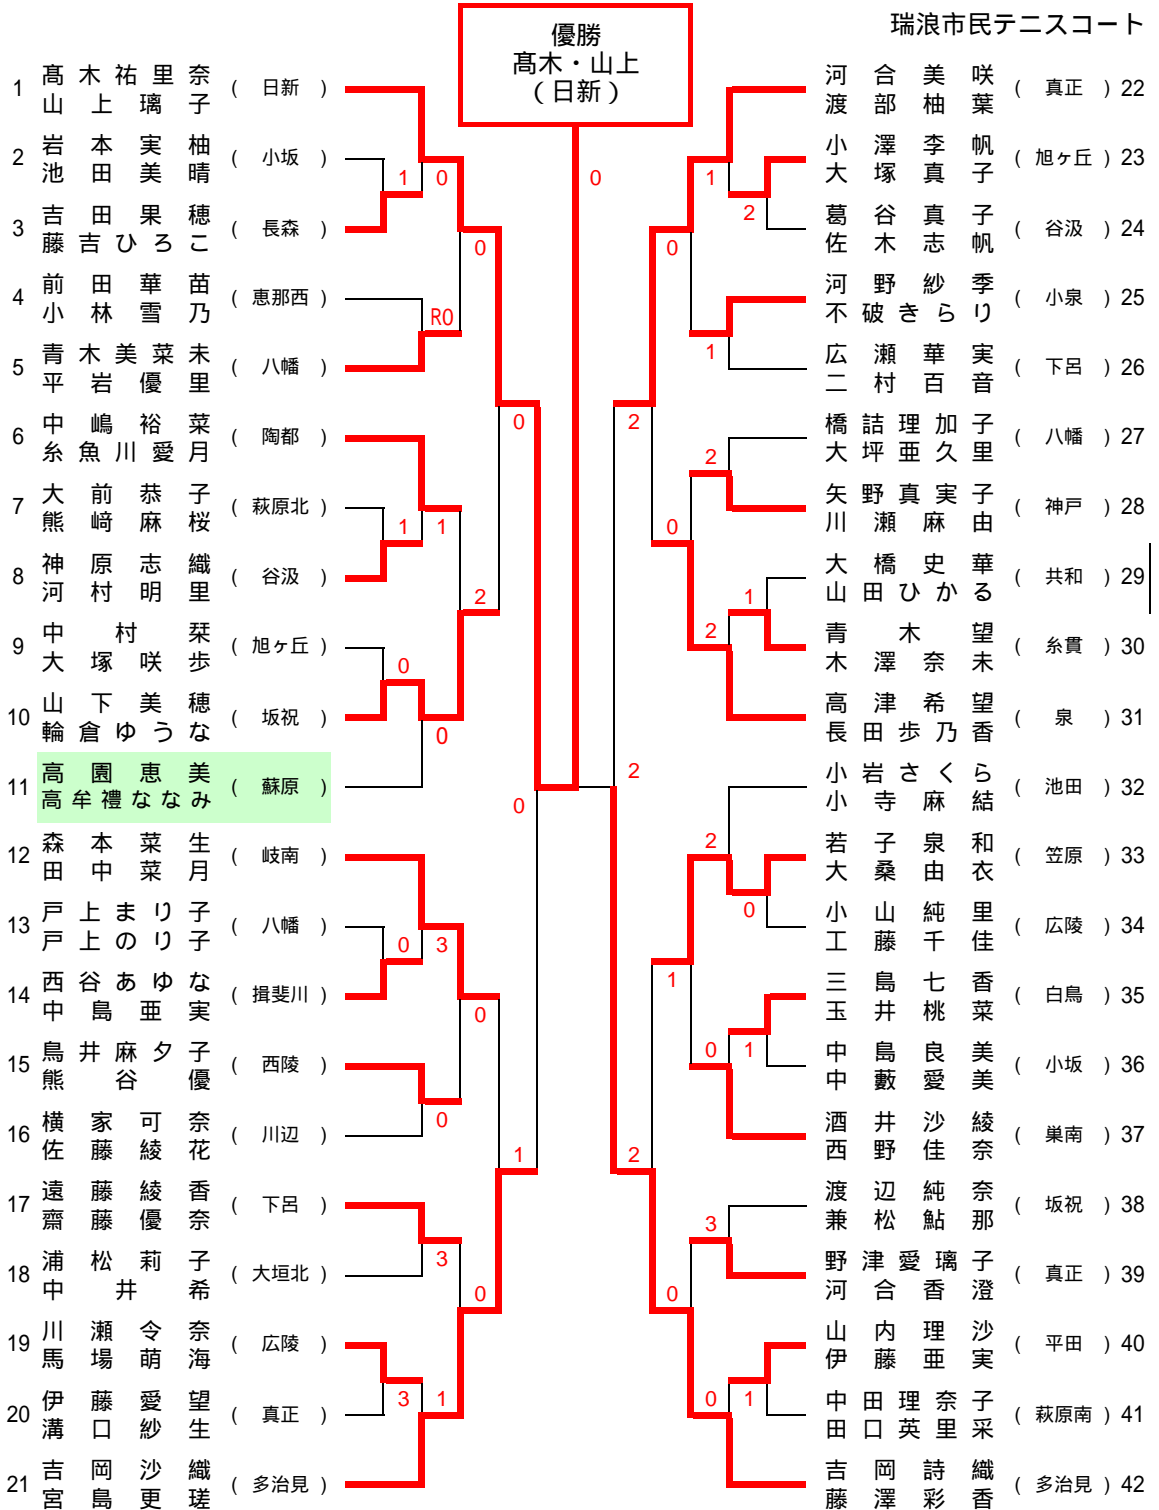 瑞浪市民テニスコート
優勝
髙木・山上
(日新)
1 髙木祐里奈 山上璃子 (日新)
2 岩本実柚 池田美晴 (小坂)
3 吉田果穂 藤吉ひろこ (長森)
4 前田華苗 小林雪乃 (恵那西)
5 青木美菜未 平岩優里 (八幡)
6 中嶋裕菜 糸魚川愛月 (陶都)
7 大前恭子 熊﨑麻桜 (萩原北)
8 神原志織 河村明里 (谷汲)
9 中村栞 大塚咲歩 (旭ヶ丘)
10 山下美穂 輪倉ゆうな (坂祝)
11 高園恵美 高牟禮ななみ (蘇原)
12 森本菜生 田中菜月 (岐南)
13 戸上まり子 戸上のり子 (八幡)
14 西谷あゆな 中島亜実 (揖斐川)
15 鳥井麻夕子 熊谷優 (西陵)
16 横家可奈 佐藤綾花 (川辺)
17 遠藤綾香 齋藤優奈 (下呂)
18 浦松莉子 中井希 (大垣北)
19 川瀬令奈 馬場萌海 (広陵)
20 伊藤愛望 溝口紗生 (真正)
21 吉岡沙織 宮島更瑳 (多治見)
1 0
0
R0
0
1 1
2
0
0
0
0 3
0
0
1
3
0
3 1
0
2
河合美咲 渡部柚葉 (真正) 22
小澤李帆 大塚真子 (旭ヶ丘) 23
葛谷真子 佐木志帆 (谷汲) 24
河野紗季 不破きらり (小泉) 25
広瀬華実 二村百音 (下呂) 26
橋詰理加子 大坪亜久里 (八幡) 27
矢野真実子 川瀬麻由 (神戸) 28
大橋史華 山田ひかる (共和) 29
青木望 木澤奈未 (糸貫) 30
高津希望 長田歩乃香 (泉) 31
小岩さくら 小寺麻結 (池田) 32
若子泉和 大桑由衣 (笠原) 33
小山純里 工藤千佳 (広陵) 34
三島七香 玉井桃菜 (白鳥) 35
中島良美 中藪愛美 (小坂) 36
酒井沙綾 西野佳奈 (巣南) 37
渡辺純奈 兼松鮎那 (坂祝) 38
野津愛璃子 河合香澄 (真正) 39
山内理沙 伊藤亜実 (平田) 40
中田理奈子 田口英里采 (萩原南) 41
吉岡詩織 藤澤彩香 (多治見) 42
1
2
0
1
2
2
0
1
2
2
0
1
0 1
2
3
0
0 1